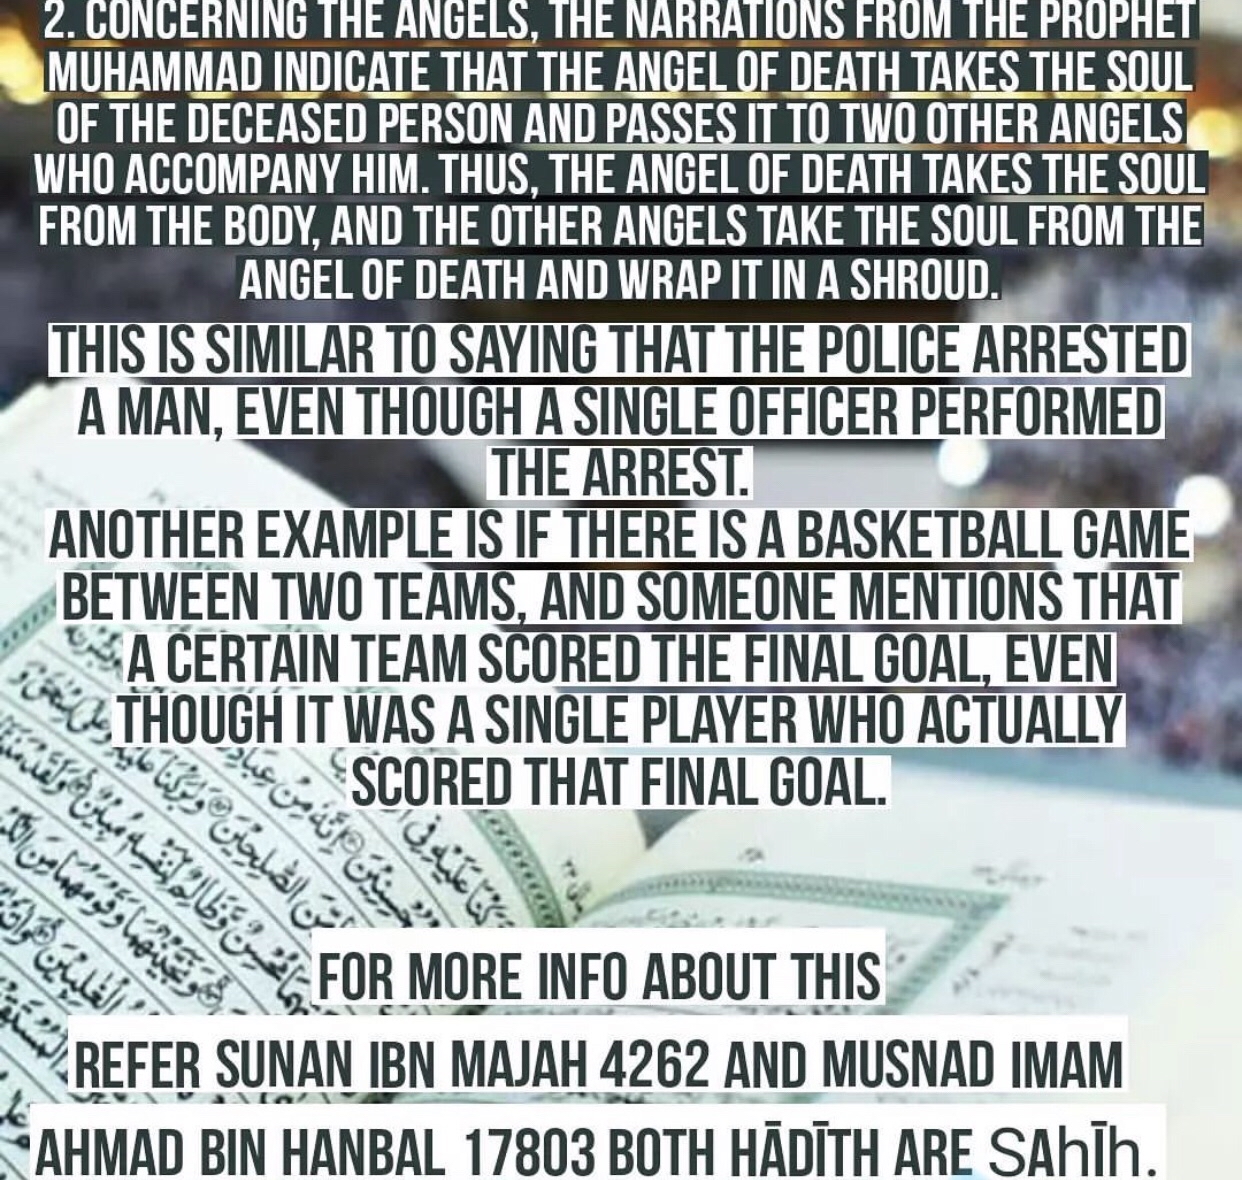 2. CONCERNING THE ANGELS, THE NARRATIONS FROM THE PROPHET
MUHAMMAD INDICATE THAT THE ANGEL OF DEATH TAKES THE SOUL
OF THE DECEASED PERSON AND PASSES IT TO TWO OTHER ANGELS
WHO ACCOMPANY HIM. THUS, THE ANGEL OF DEATH TAKES THE SOUL
FROM THE BODY, AND THE OTHER ANGELS TAKE THE SOUL FROM THE
ANGEL OF DEATH AND WRAP IT IN A SHROUD.
THIS IS SIMILAR TO SAYING THAT THE POLICE ARRESTED
A MAN, EVEN THOUGH A SINGLE OFFICER PERFORMED
THE ARREST.
ANOTHER EXAMPLE IS IF THERE IS A BASKETBALL GAME
BETWEEN TWO TEAMS, AND SOMEONE MENTIONS THAT
A CERTAIN TEAM SCORED THE FINAL GOAL, EVEN
THOUGH IT WAS A SINGLE PLAYER WHO ACTUALLY
SCORED THAT FINAL GOAL.
FOR MORE INFO ABOUT THIS
REFER SUNAN IBN MAJAH 4262 AND MUSNAD IMAM
AHMAD BIN HANBAL 17803 BOTH HĀDĪTH ARE SAhīh.